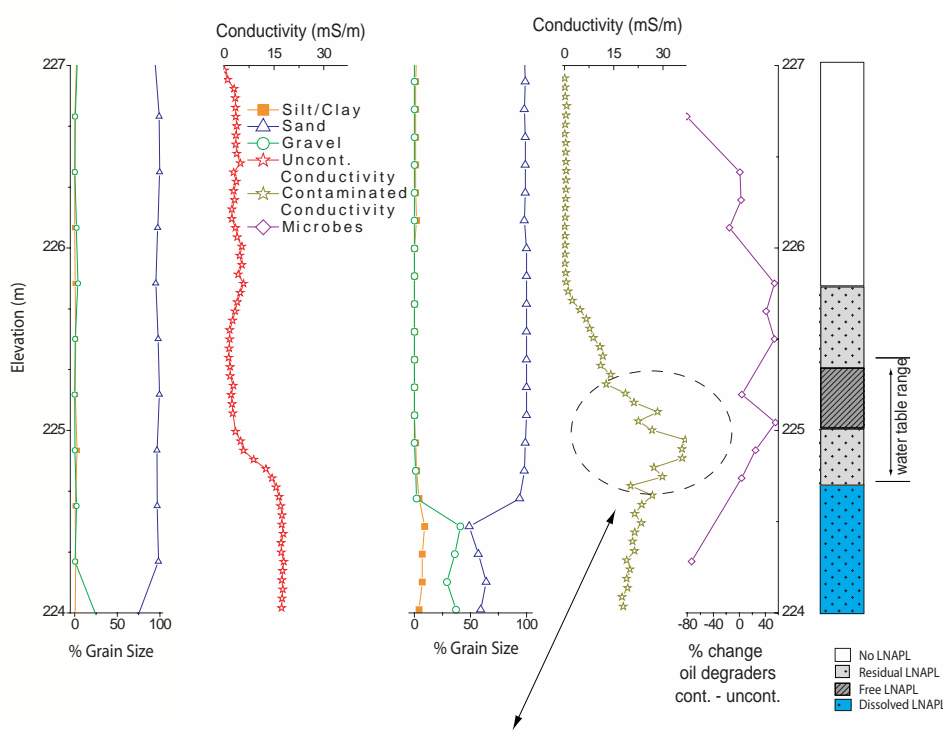 Conductivity (mS/m)
0 15 30
Conductivity (mS/m)
0 15 30
227
226
225
224
Elevation (m)
Silt/Clay
Sand
Gravel
Uncont.
Conductivity
Contaminated
Conductivity
Microbes
227
226
225
224
water table range
0 50 100
% Grain Size
0 50 100
% Grain Size
-80 -40 0 40
% change
oil degraders
cont. - uncont.
No LNAPL
Residual LNAPL
Free LNAPL
Dissolved LNAPL